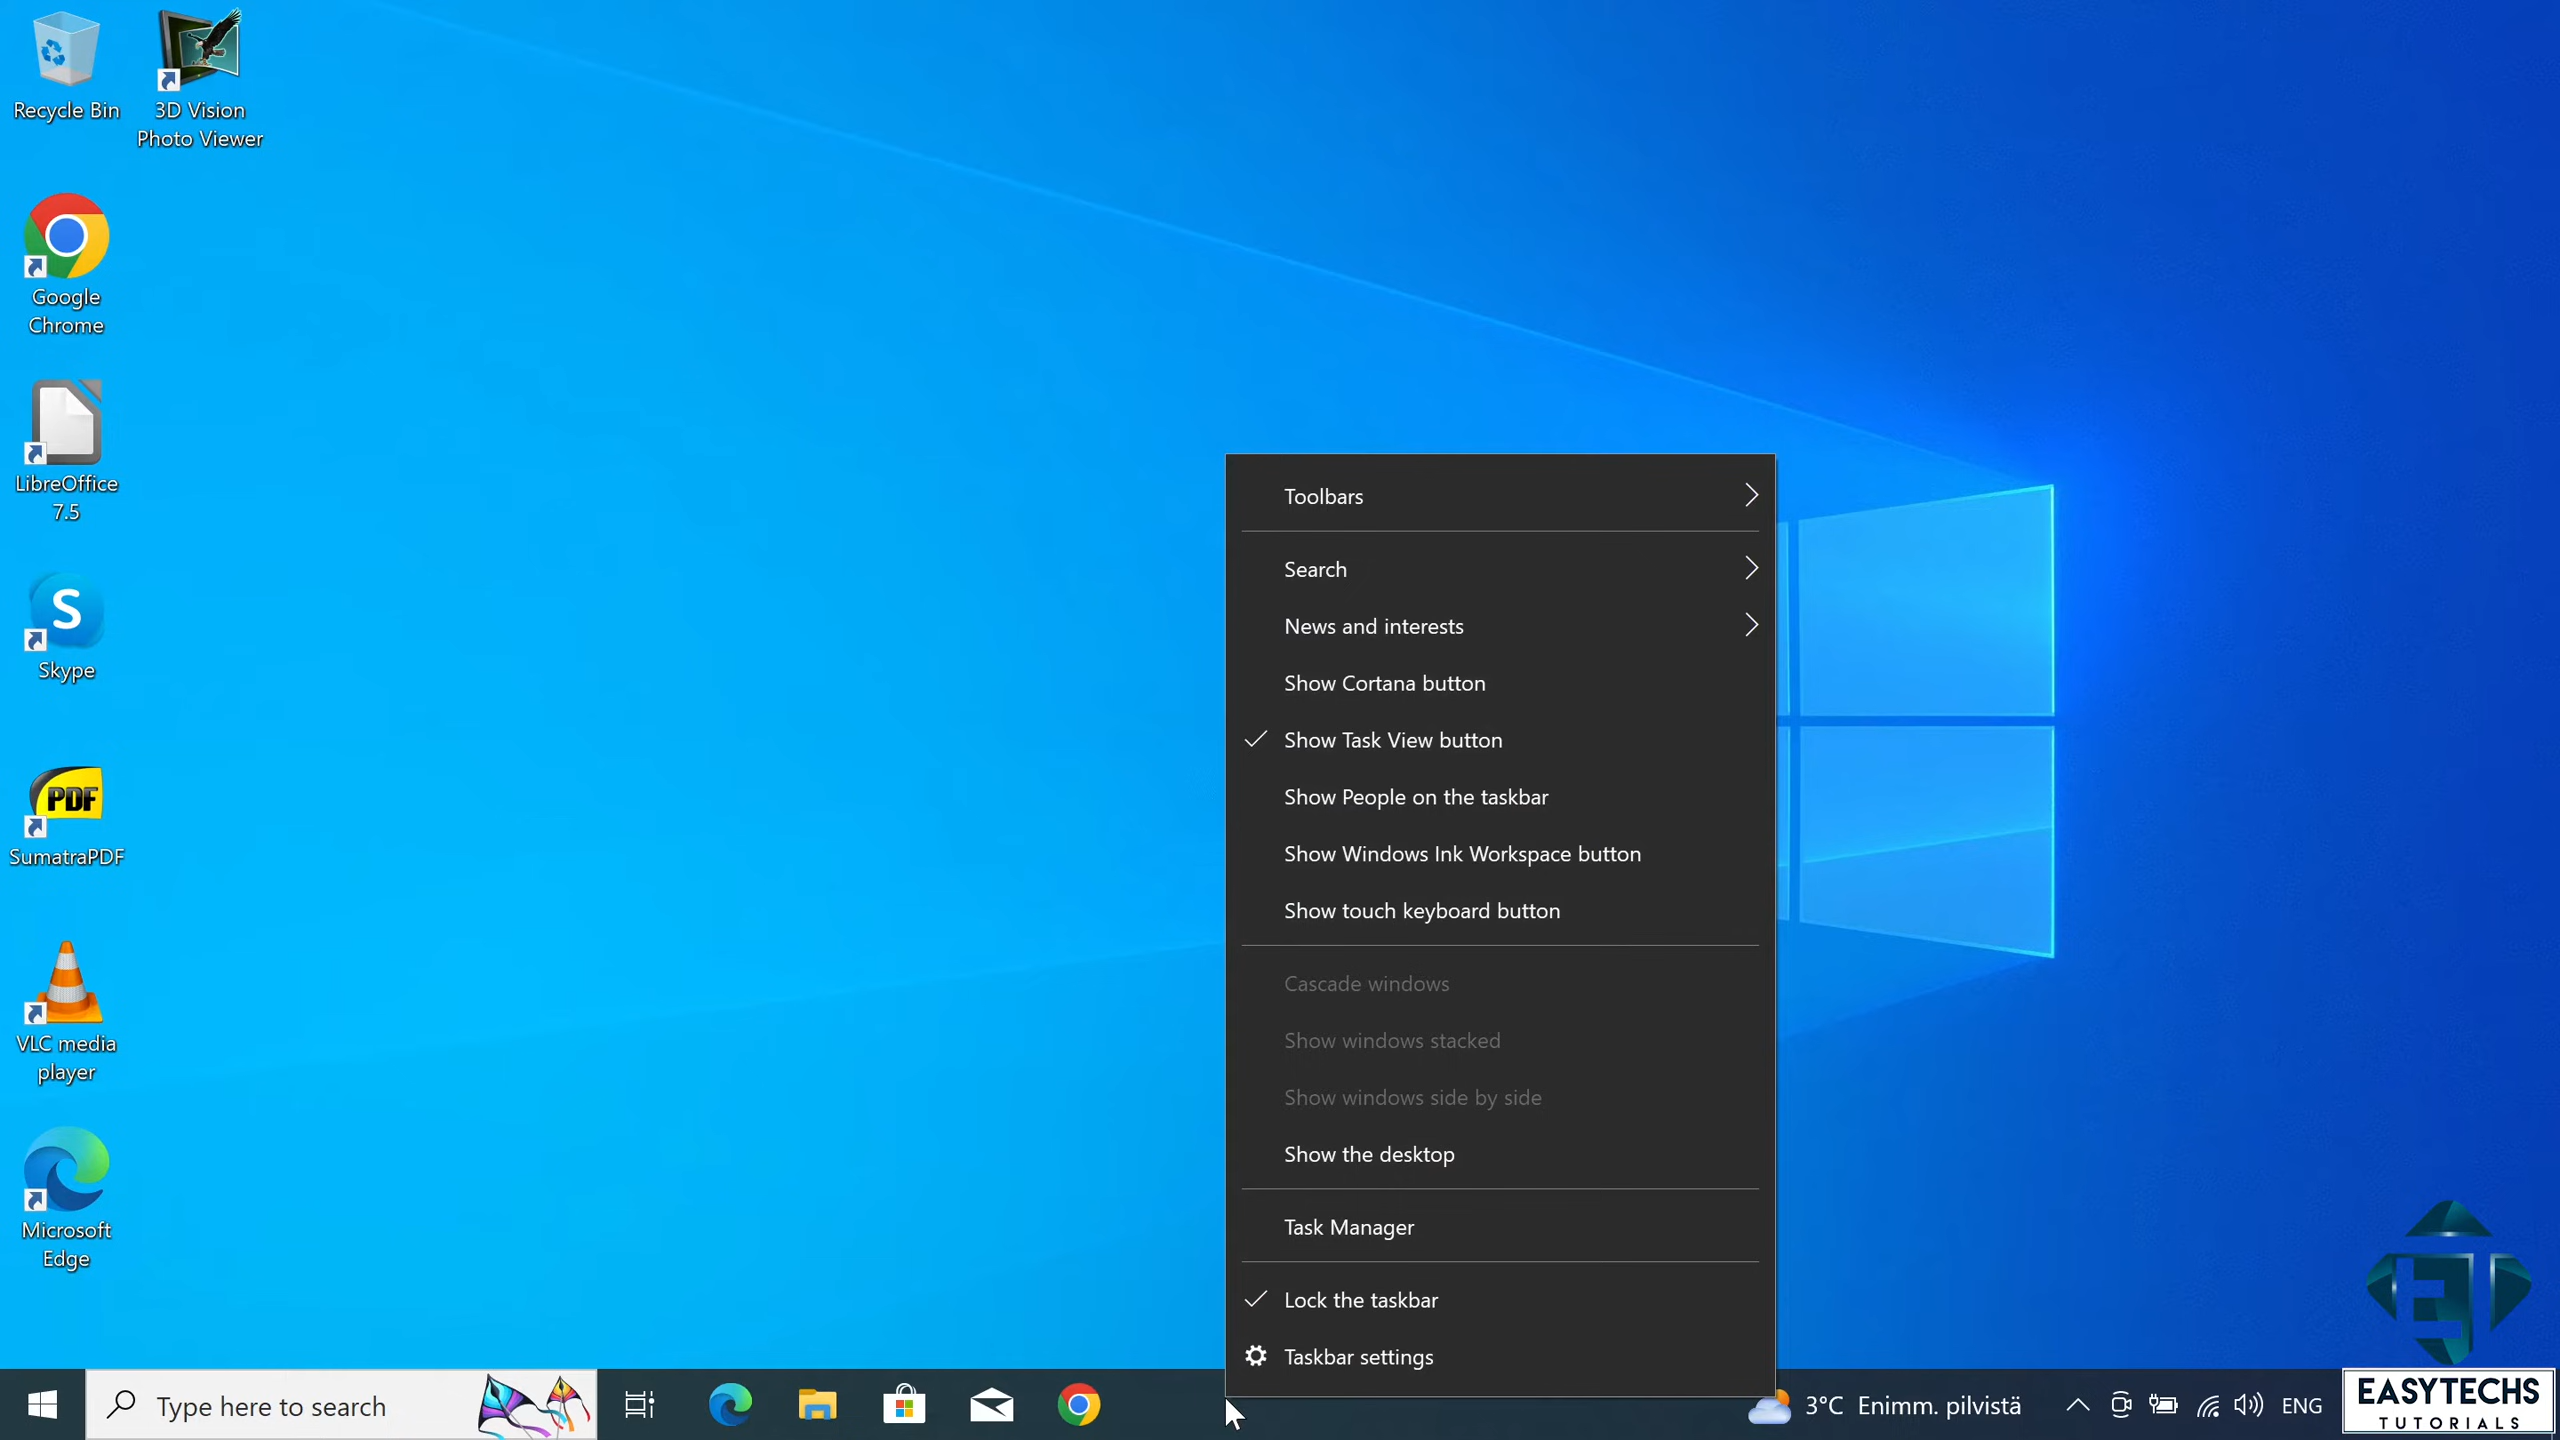 Recycle Bin
3D Vision
Photo Viewer
Google
Chrome
LibreOffice
7.5
S
Skype
PDF
SumatraPDF
VLC media
player
Microsoft
Edge
Toolbars
Search
News and interests
Show Cortana button
Show Task View button
Show People on the taskbar
Show Windows Ink Workspace button
Show touch keyboard button
Cascade windows
Show windows stacked
Show windows side by side
Show the desktop
Task Manager
Lock the taskbar
Taskbar settings
Type here to search
3°C Enimm. pilvistä
ENG
ET
EASYTECHS
TUTORIALS